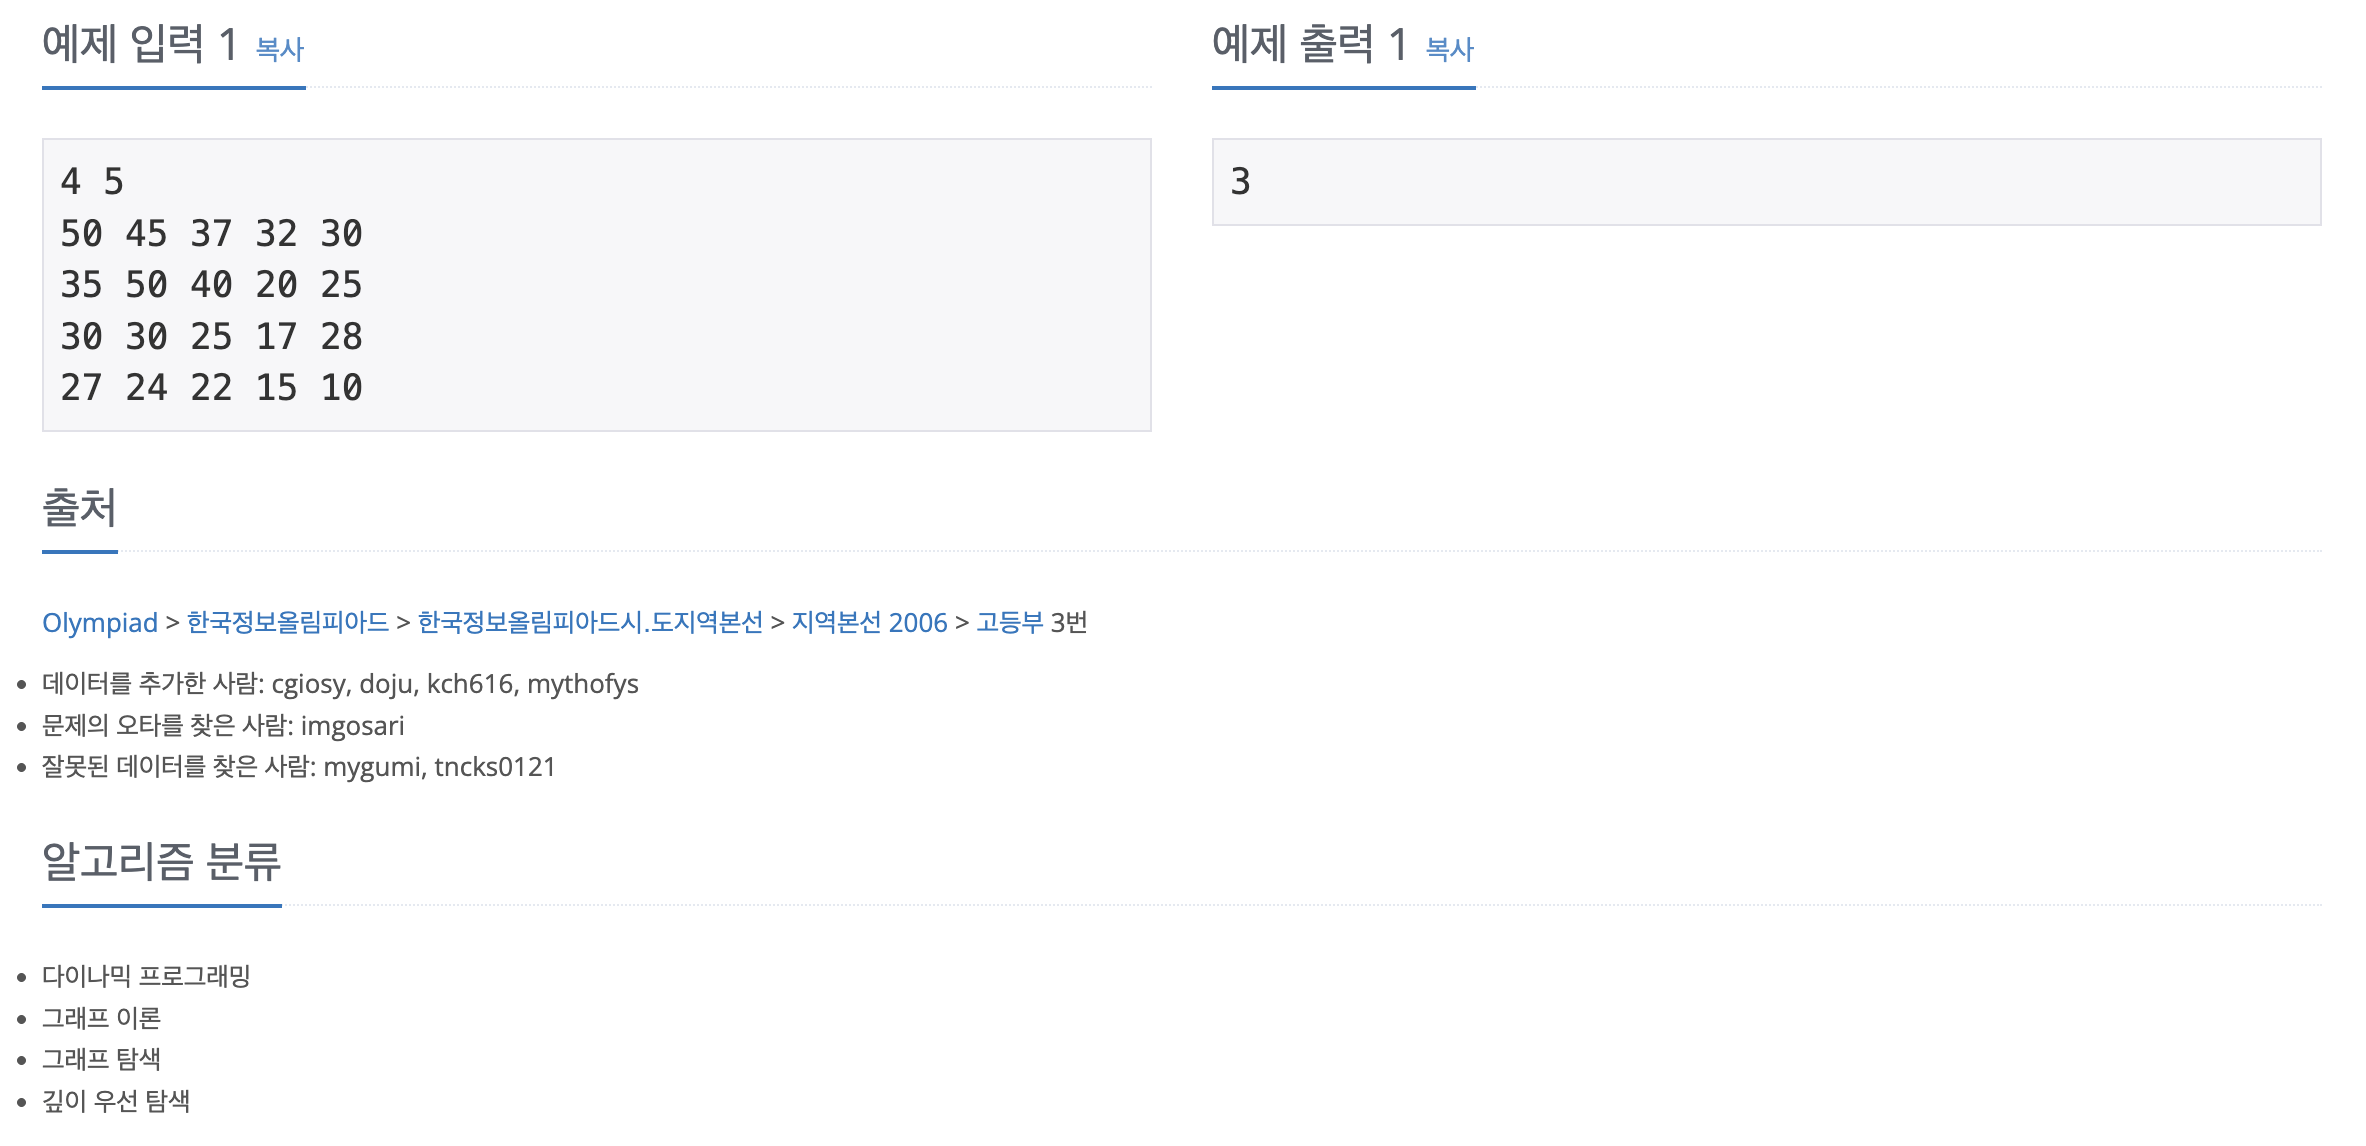 예제 입력 1 복사
4 5
50 45 37 32 30
35 50 40 20 25
30 30 25 17 28
27 24 22 15 10
예제 출력 1 복사
3
출처
Olympiad > 한국정보올림피아드 > 한국정보올림피아드시.도지역본선 > 지역본선 2006 > 고등부 3번
데이터를 추가한 사람: cgiosy, doju, kch616, mythofys
문제의 오타를 찾은 사람: imgosari
잘못된 데이터를 찾은 사람: mygumi, tncks0121
알고리즘 분류
다이나믹 프로그래밍
그래프 이론
그래프 탐색
깊이 우선 탐색